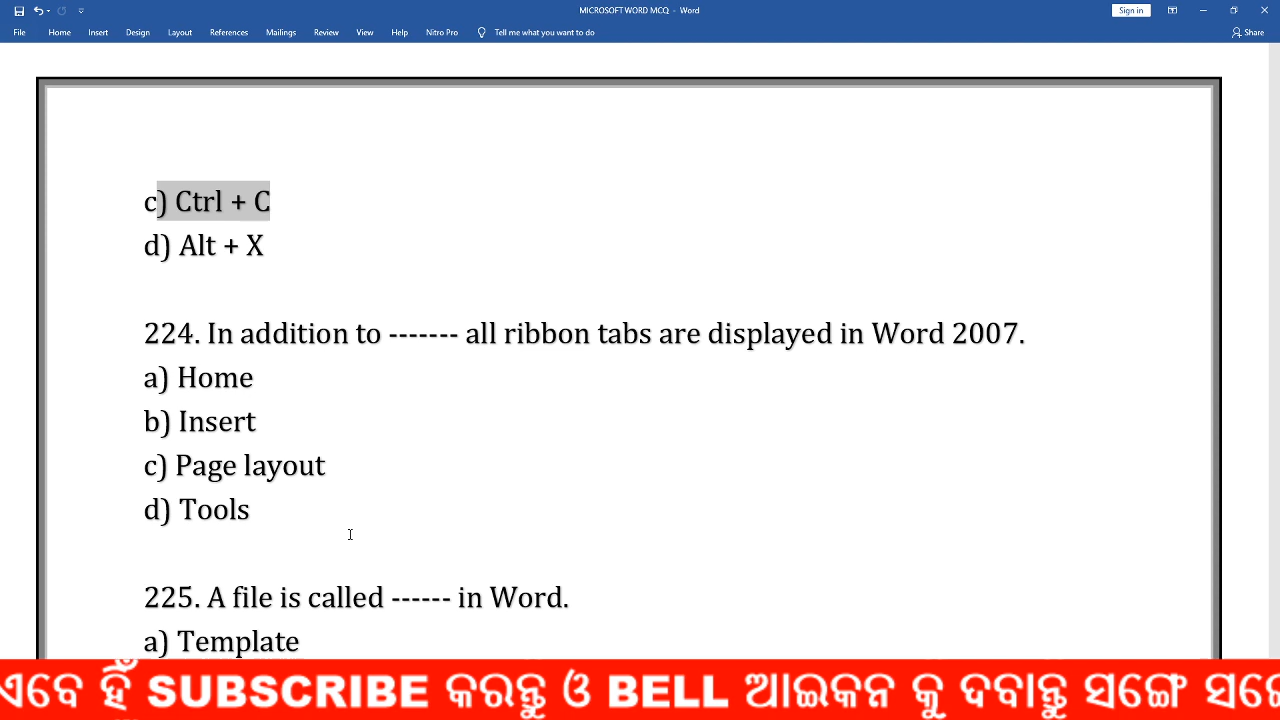 MICROSOFT WORD MCQ - Word
Sign in
File Home Insert Design Layout References Mailings Review View Help Nitro Pro Tell me what you want to do Share
c) Ctrl + C
d) Alt + X
224. In addition to ------- all ribbon tabs are displayed in Word 2007.
a) Home
b) Insert
c) Page layout
d) Tools
225. A file is called ------ in Word.
a) Template
ଏବେ ହିଁ SUBSCRIBE କରନ୍ତୁ ଓ BELL ଆଇକନ କୁ ଦବାନ୍ତୁ ସଙ୍ଗେ